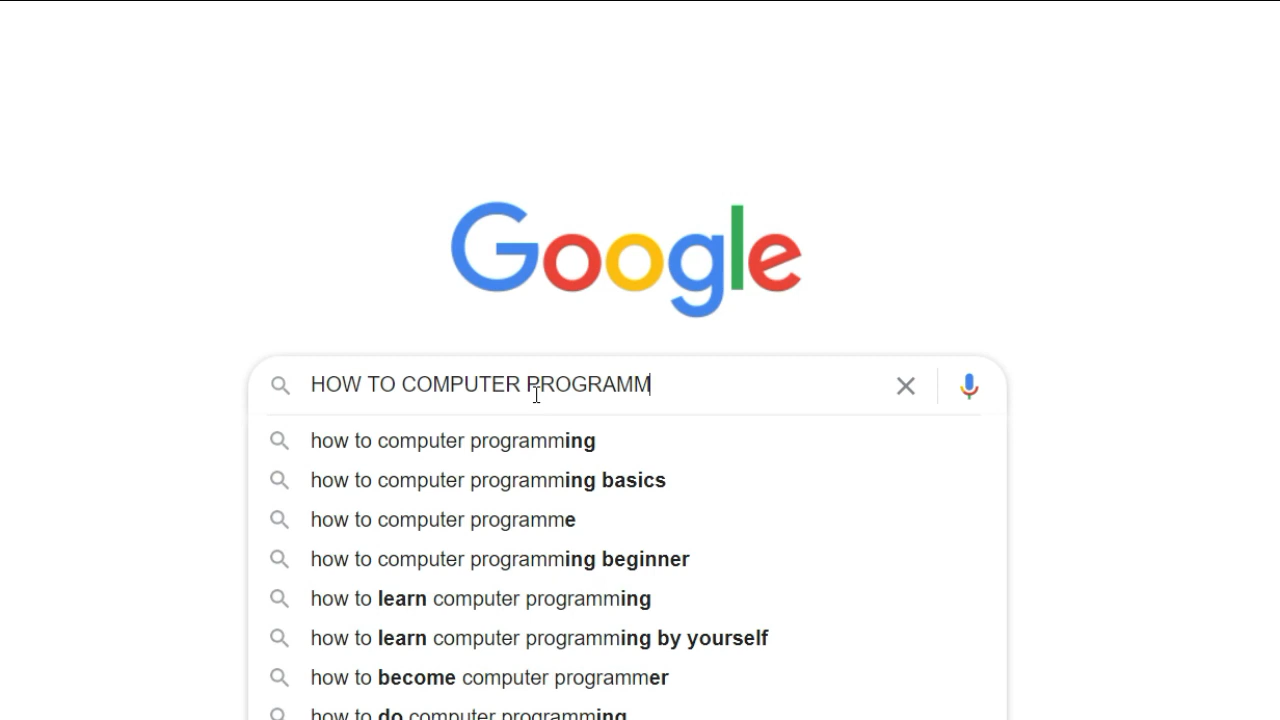 Google
HOW TO COMPUTER PROGRAMM
how to computer programming
how to computer programming basics
how to computer programme
how to computer programming beginner
how to learn computer programming
how to learn computer programming by yourself
how to become computer programmer
how to do computer programming